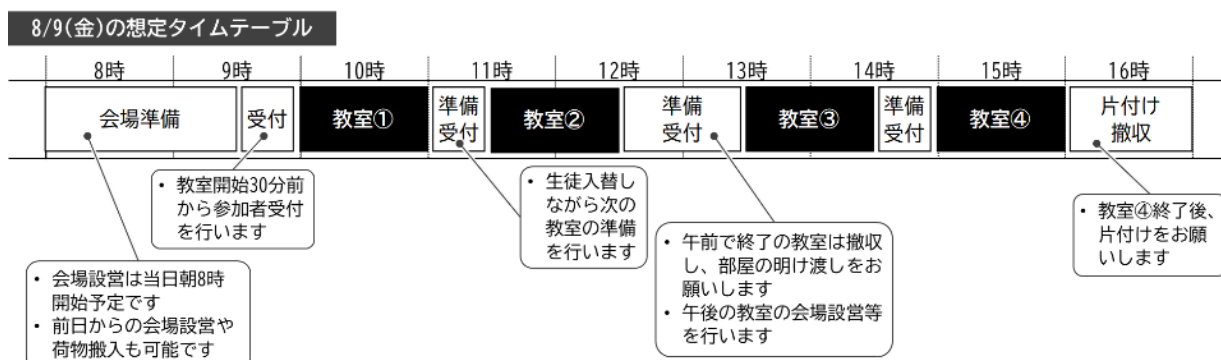 8/9(金)の想定タイムテーブル
8時 9時 10時 11時 12時 13時 14時 15時 16時
会場準備
受付
教室①
準備
受付
教室②
準備
受付
教室③
準備
受付
教室④
片付け
撤収
• 教室開始30分前
から参加者受付
を行います
• 生徒入替し
ながら次の
教室の準備
を行います
• 教室④終了後、
片付けをお願
いします
• 午前で終了の教室は撤収
し、部屋の明け渡しをお
願いします
• 午後の教室の会場設営等
を行います
• 会場設営は当日朝8時
開始予定です
• 前日からの会場設営や
荷物搬入も可能です